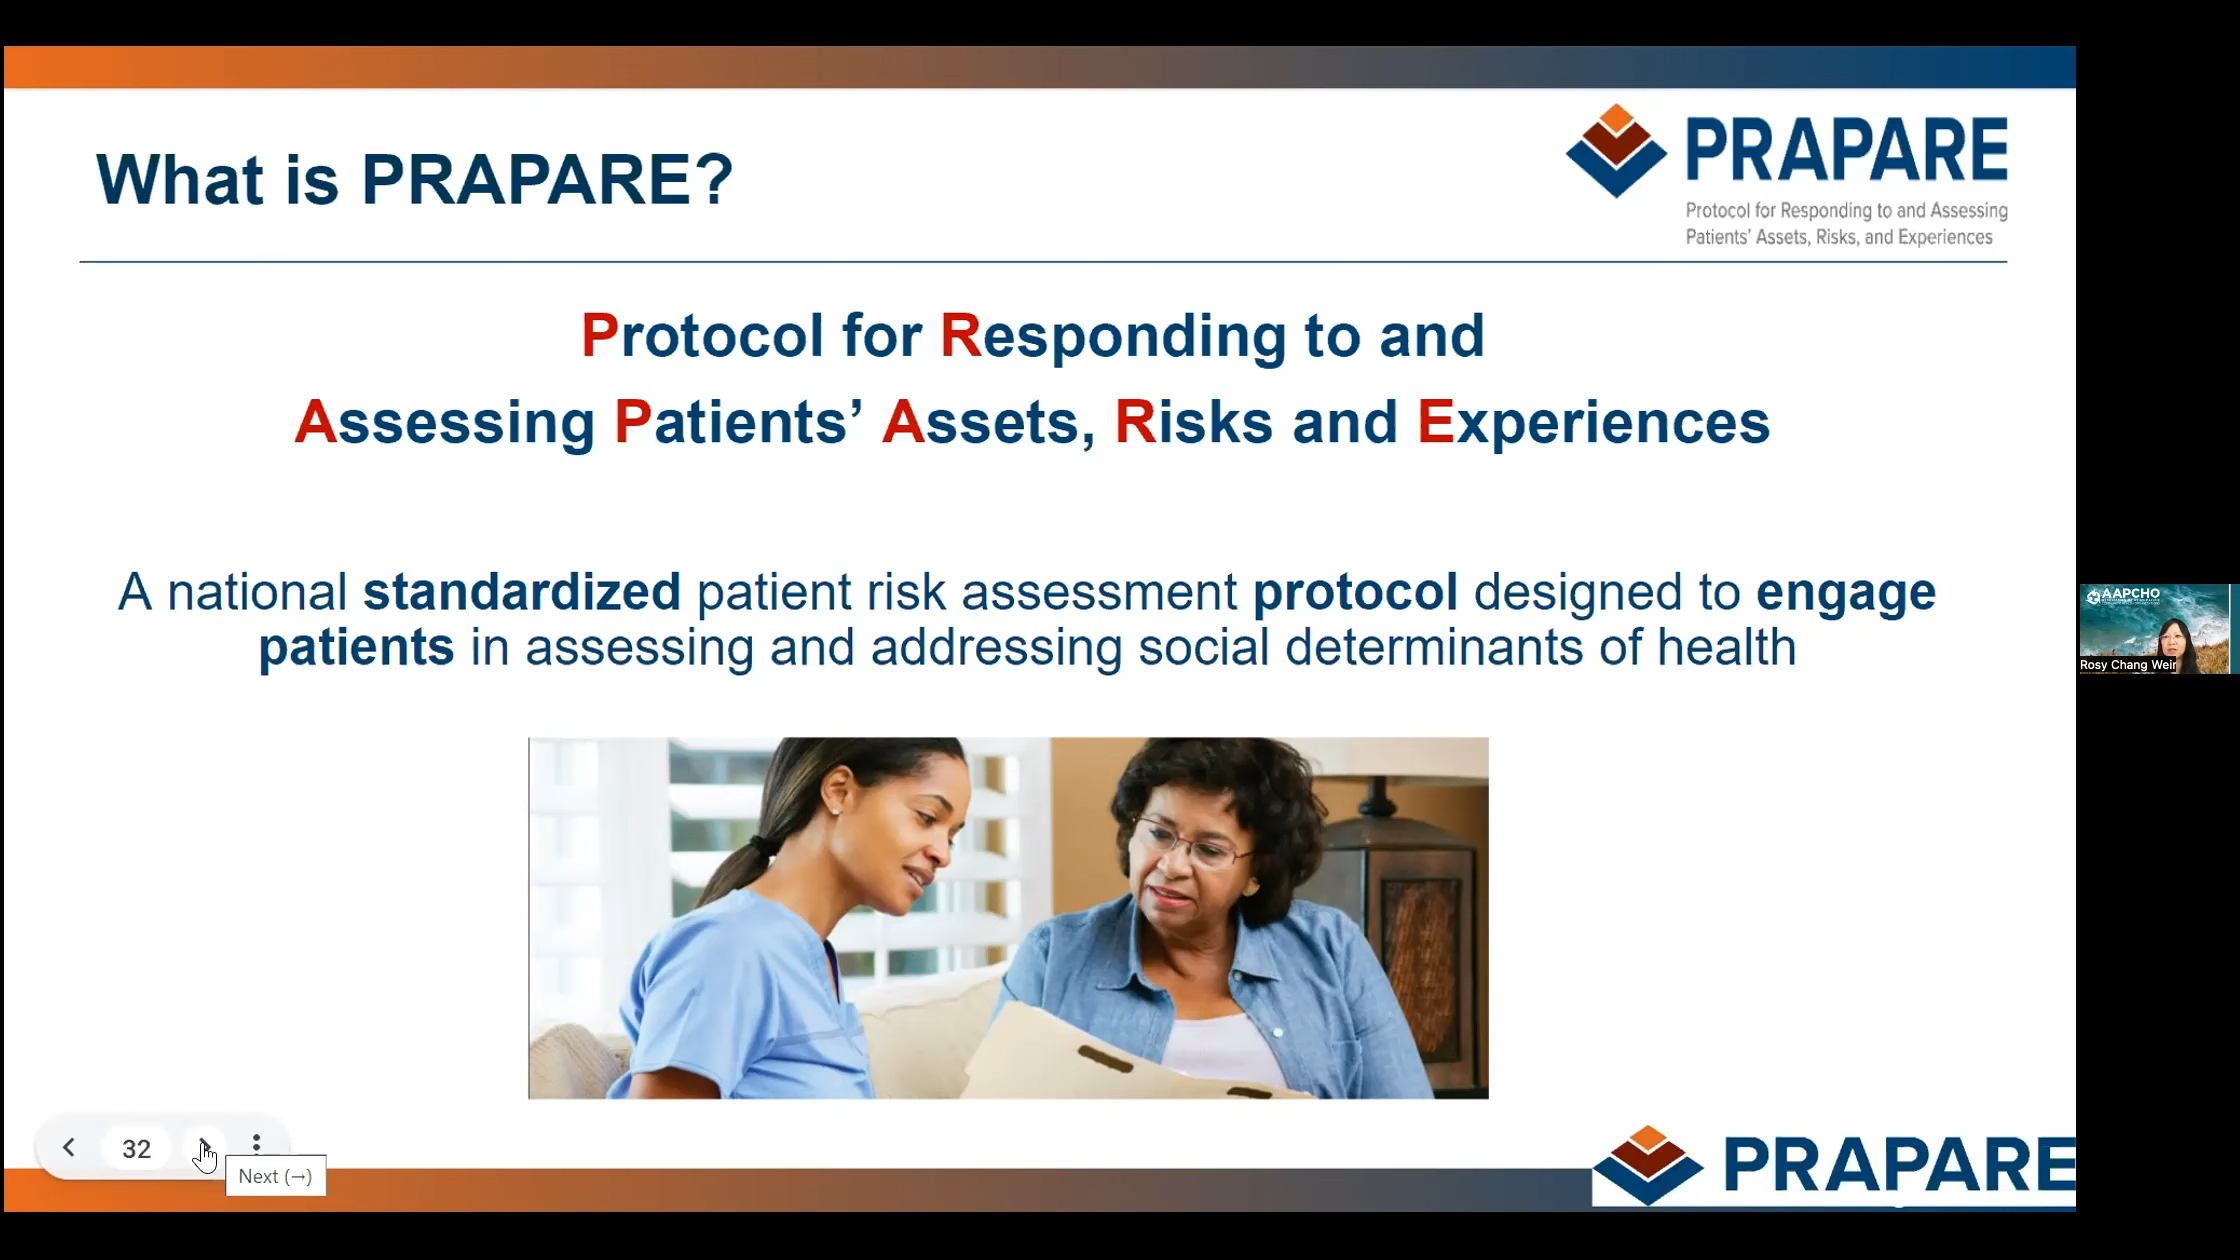 What is PRAPARE?
PRAPARE
Protocol for Responding to and Assessing
Patients' Assets, Risks, and Experiences
Protocol for Responding to and
Assessing Patients’ Assets, Risks and Experiences
A national standardized patient risk assessment protocol designed to engage
patients in assessing and addressing social determinants of health
AAPCHO
Rosy Chang Weir
32
Next (→)
PRAPARE